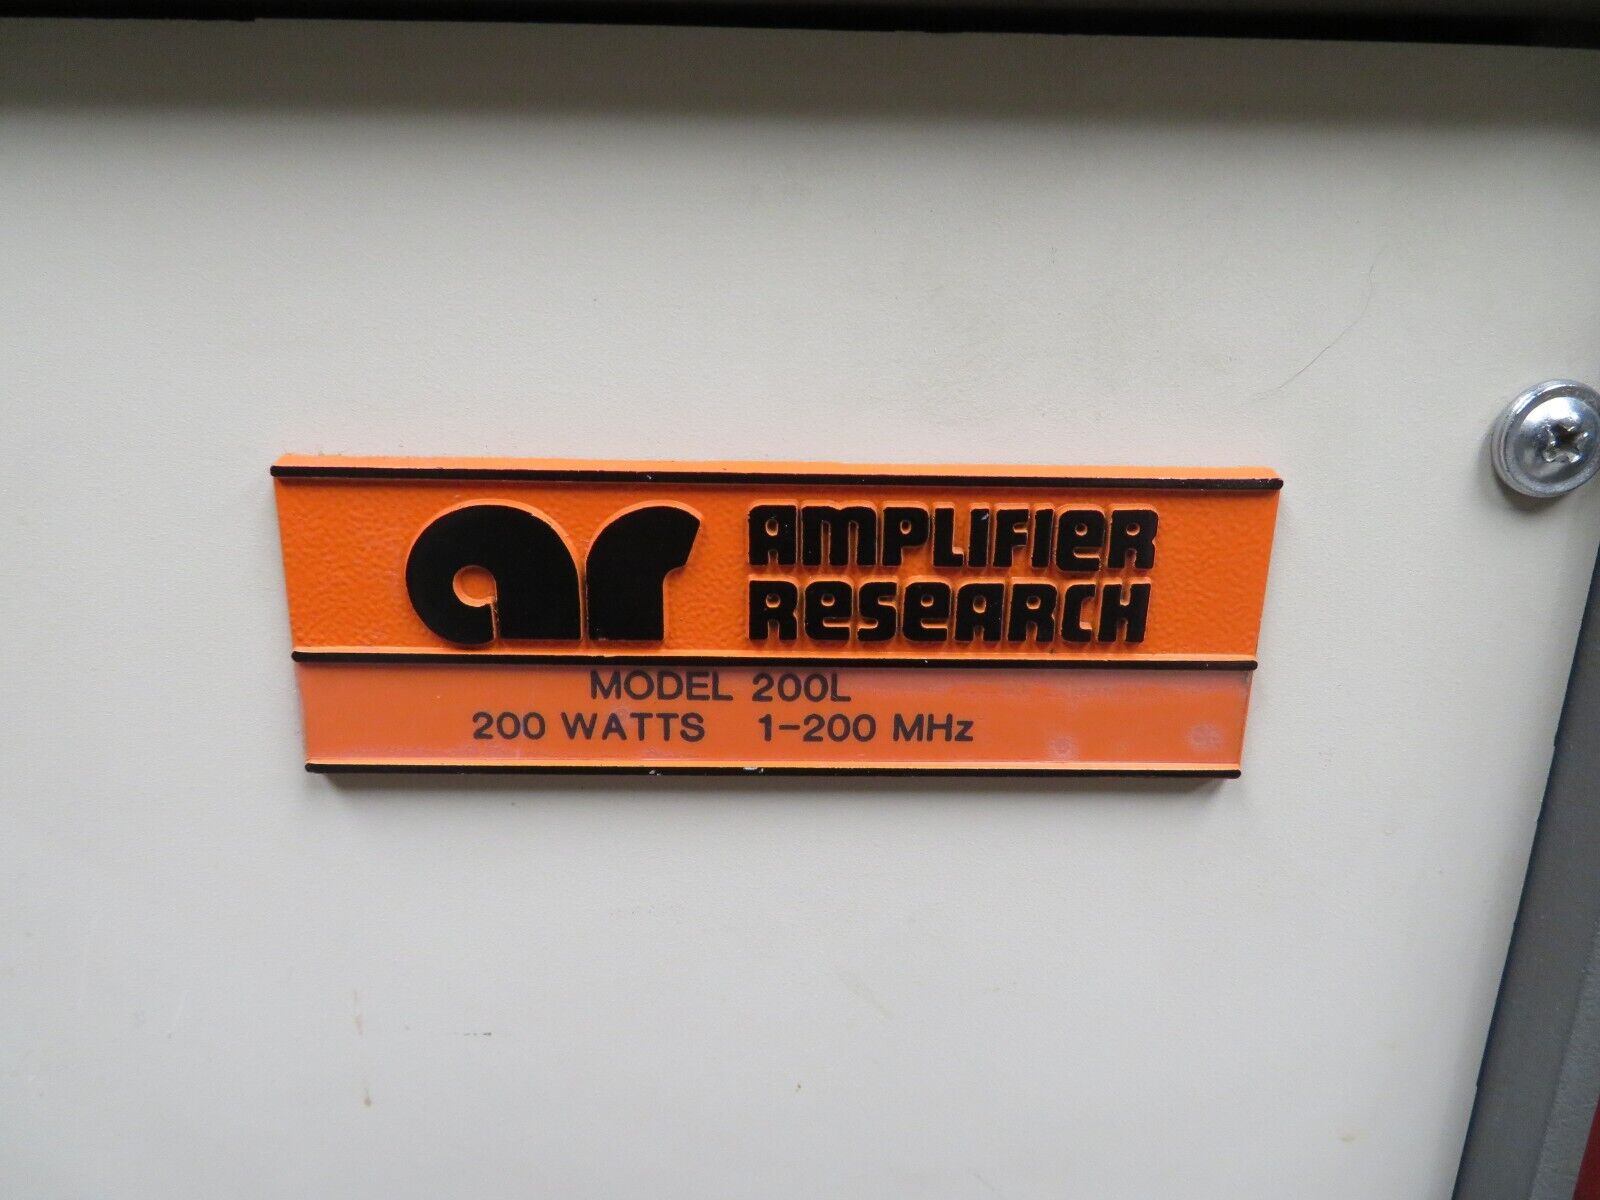 ar AMPLIFIER
RESEARCH
MODEL 200L
200 WATTS 1-200 MHz